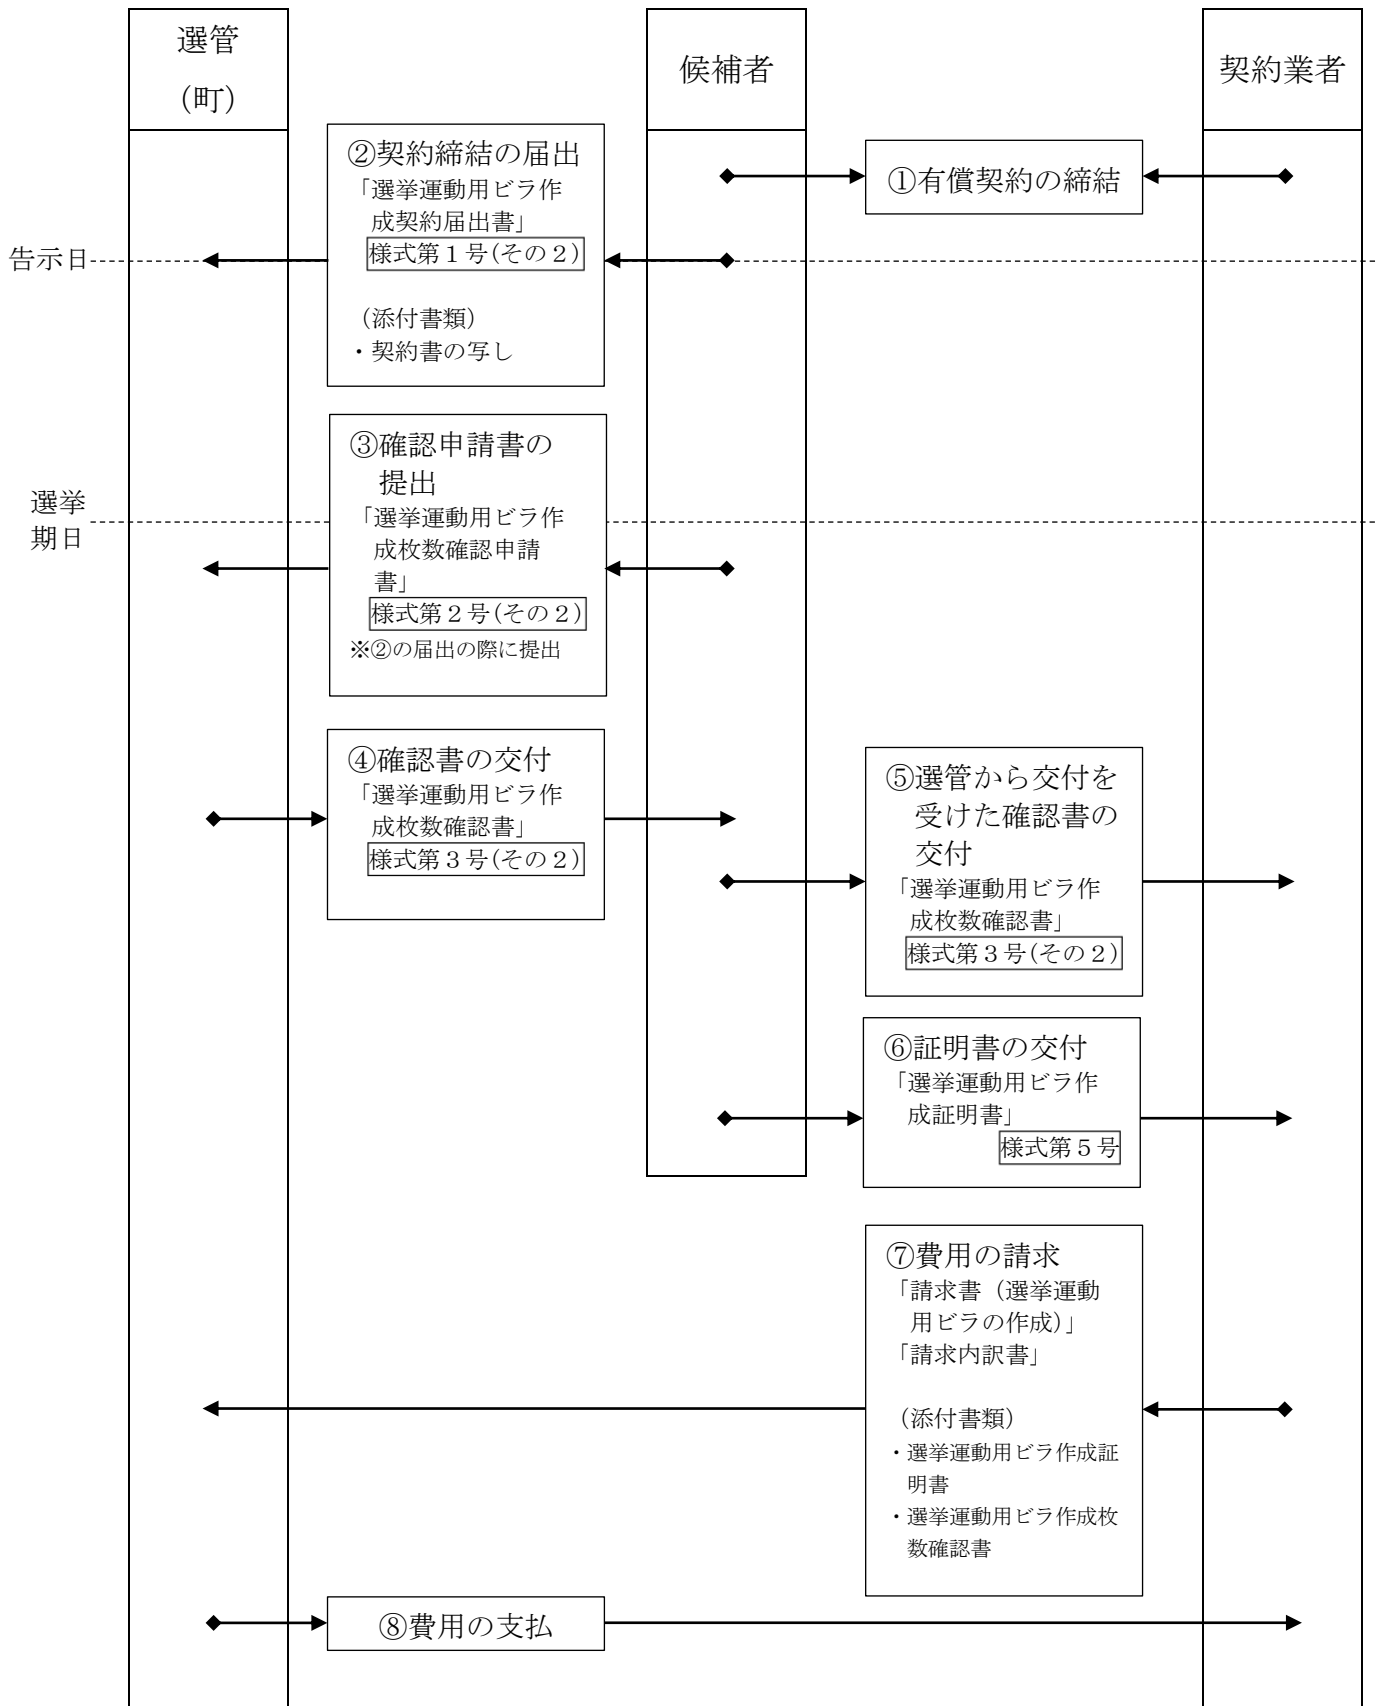 選管
(町)
候補者
契約業者
②契約締結の届出
「選挙運動用ビラ作
成契約届出書」
様式第１号(その２)
(添付書類)
・契約書の写し
①有償契約の締結
告示日
③確認申請書の
提出
「選挙運動用ビラ作
成枚数確認申請
書」
様式第２号(その２)
※②の届出の際に提出
選挙
期日
④確認書の交付
「選挙運動用ビラ作
成枚数確認書」
様式第３号(その２)
⑤選管から交付を
受けた確認書の
交付
「選挙運動用ビラ作
成枚数確認書」
様式第３号(その２)
⑥証明書の交付
「選挙運動用ビラ作
成証明書」
様式第５号
⑦費用の請求
「請求書（選挙運動
用ビラの作成)」
「請求内訳書」
(添付書類)
・選挙運動用ビラ作成証
明書
・選挙運動用ビラ作成枚
数確認書
⑧費用の支払